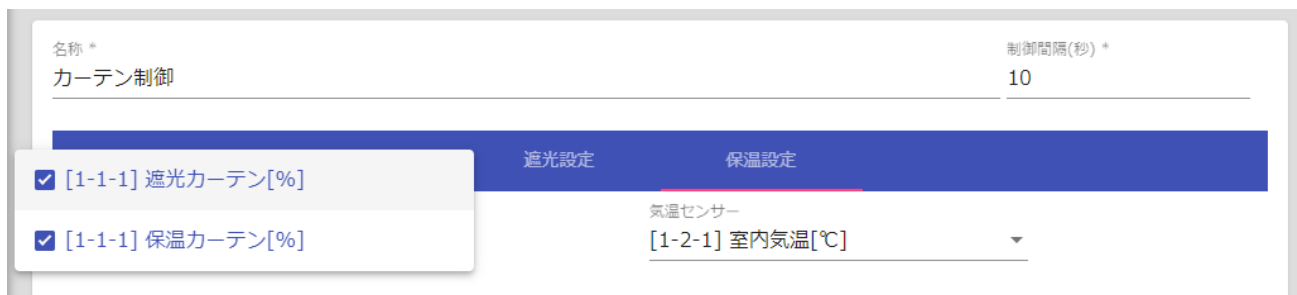 名称 *
カーテン制御
制御間隔(秒) *
10
遮光設定
保温設定
[1-1-1] 遮光カーテン[%]
[1-1-1] 保温カーテン[%]
気温センサー
[1-2-1] 室内気温[℃]